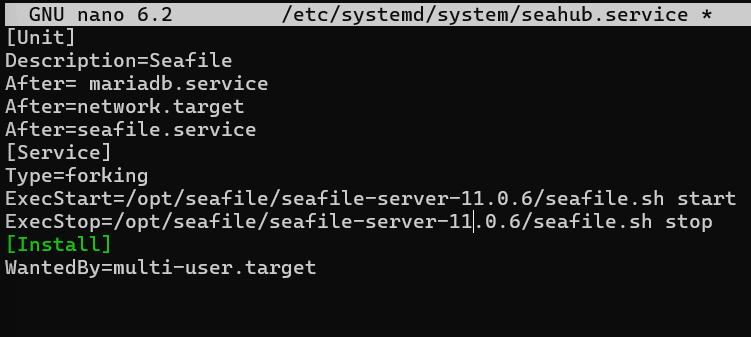 GNU nano 6.2 /etc/systemd/system/seahub.service *
[Unit]
Description=Seafile
After= mariadb.service
After=network.target
After=seafile.service
[Service]
Type=forking
ExecStart=/opt/seafile/seafile-server-11.0.6/seafile.sh start
ExecStop=/opt/seafile/seafile-server-11.0.6/seafile.sh stop
[Install]
WantedBy=multi-user.target